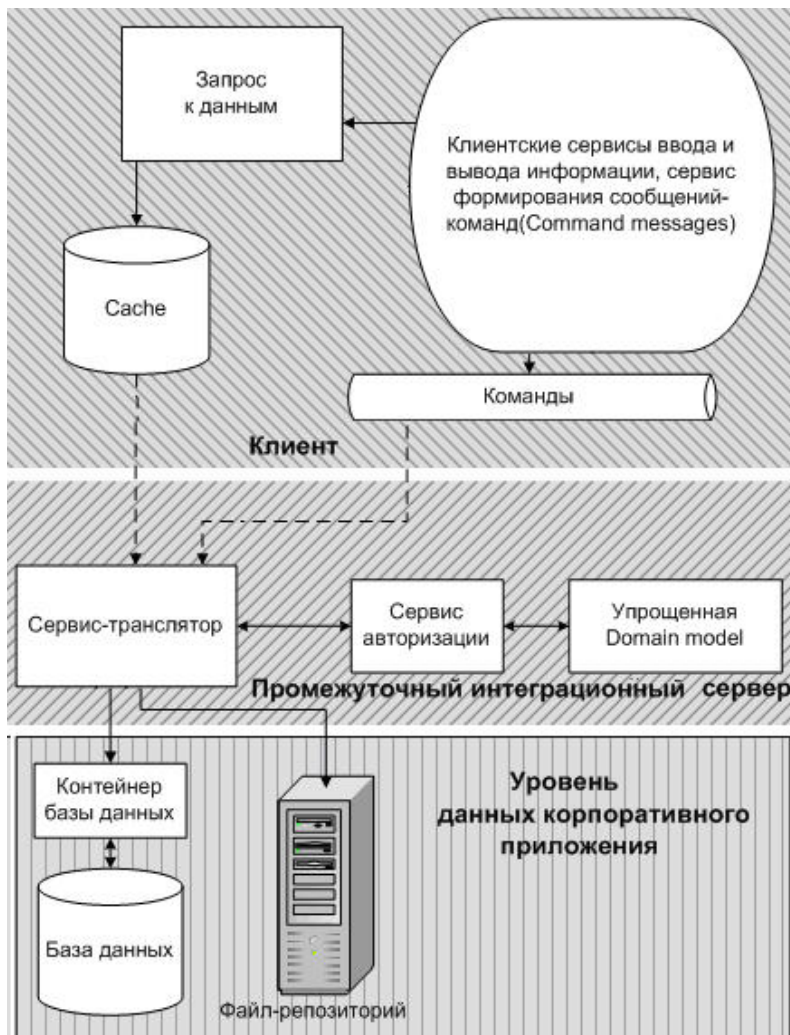 Запрос
к данным
Клиентские сервисы ввода и
вывода информации, сервис
формирования сообщений-
команд(Command messages)
Cache
Команды
Клиент
Сервис-транслятор
Сервис
авторизации
Упрощенная
Domain model
Промежуточный интеграционный сервер
Контейнер
базы данных
Уровень
данных корпоративного
приложения
База данных
Файл-репозиторий